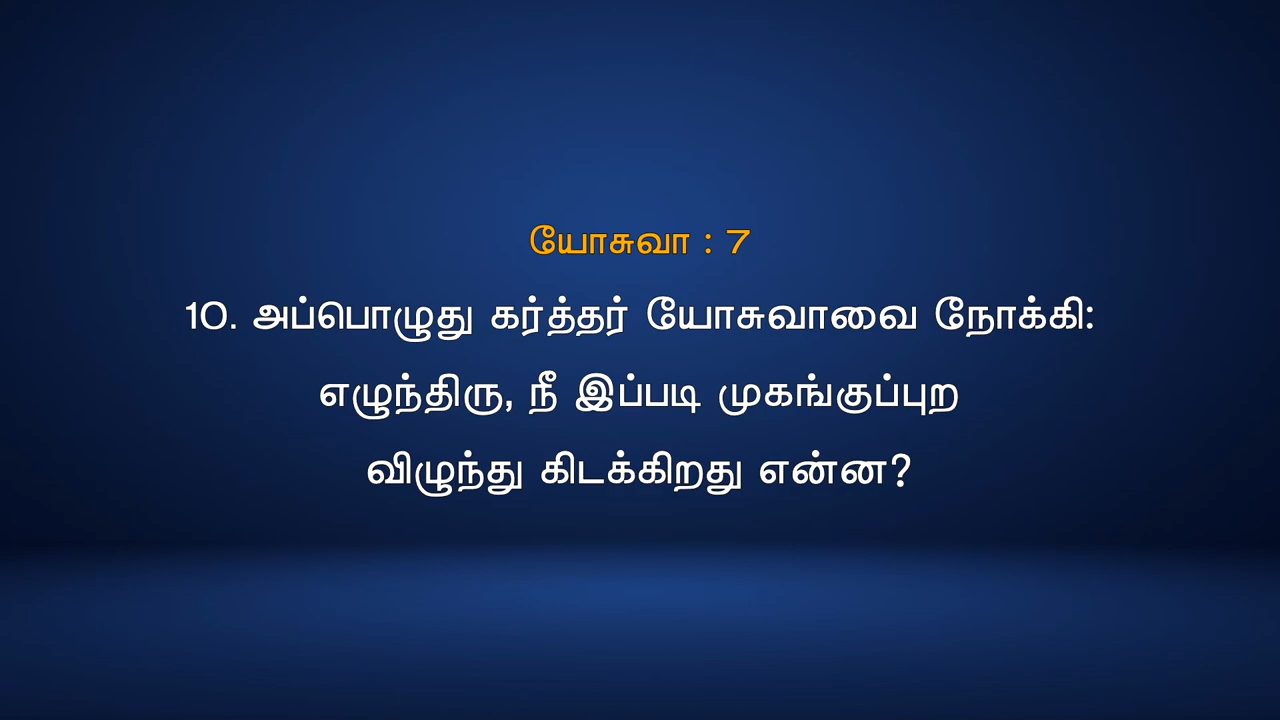 யோசுவா : 7
10. அப்பொழுது கர்த்தர் யோசுவாவை நோக்கி:
எழுந்திரு, நீ இப்படி முகங்குப்புற
விழுந்து கிடக்கிறது என்ன?